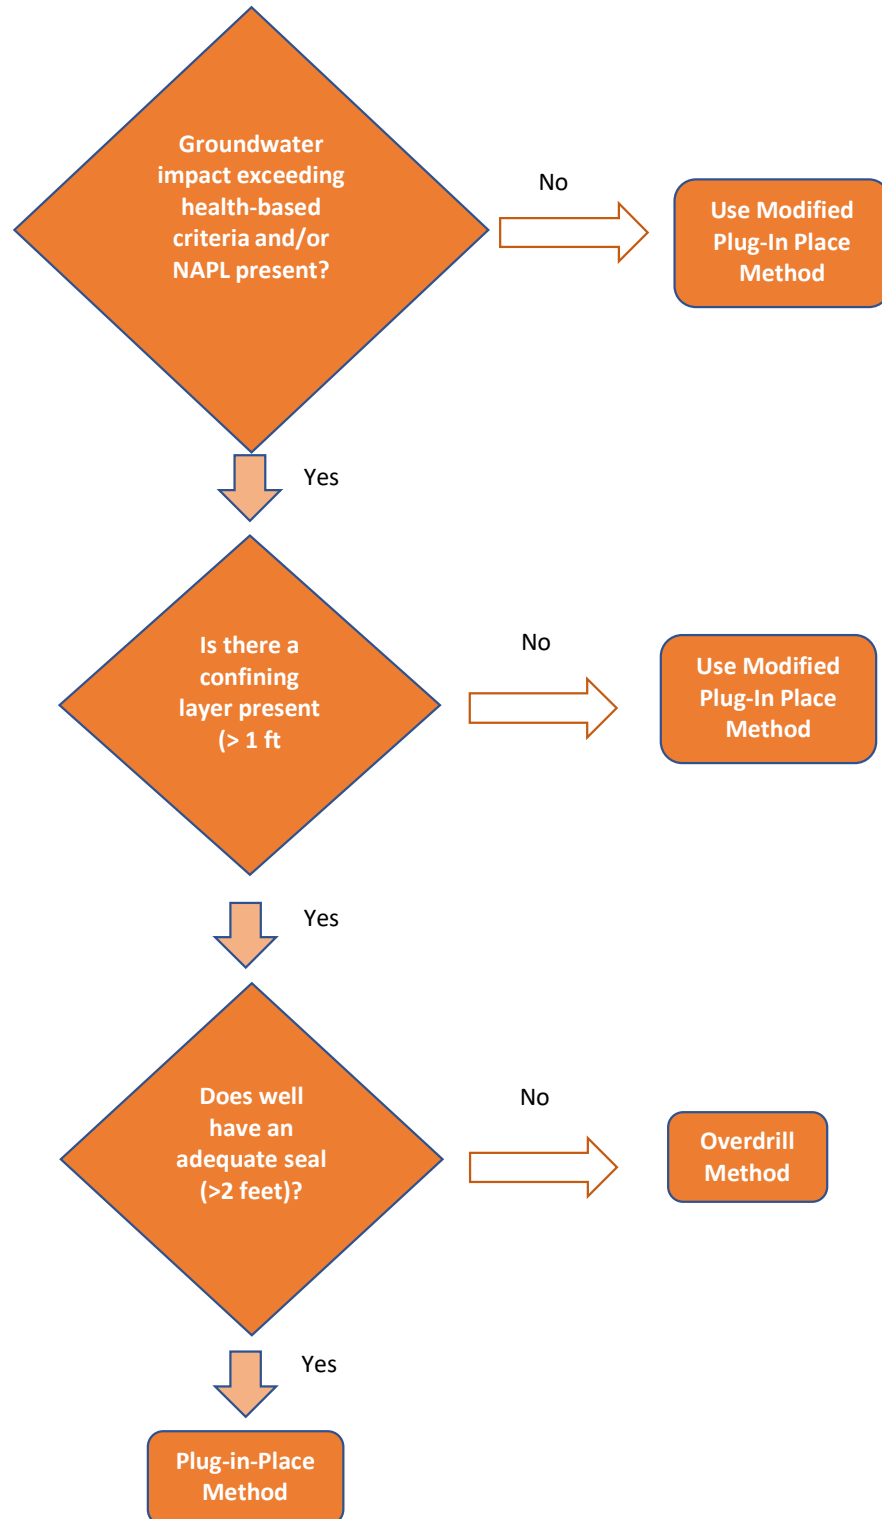 Groundwater
impact exceeding
health-based
criteria and/or
NAPL present?
No
Use Modified
Plug-In Place
Method
Yes
Is there a
confining
layer present
(> 1 ft
No
Use Modified
Plug-In Place
Method
Yes
Does well
have an
adequate seal
(>2 feet)?
No
Overdrill
Method
Yes
Plug-in-Place
Method